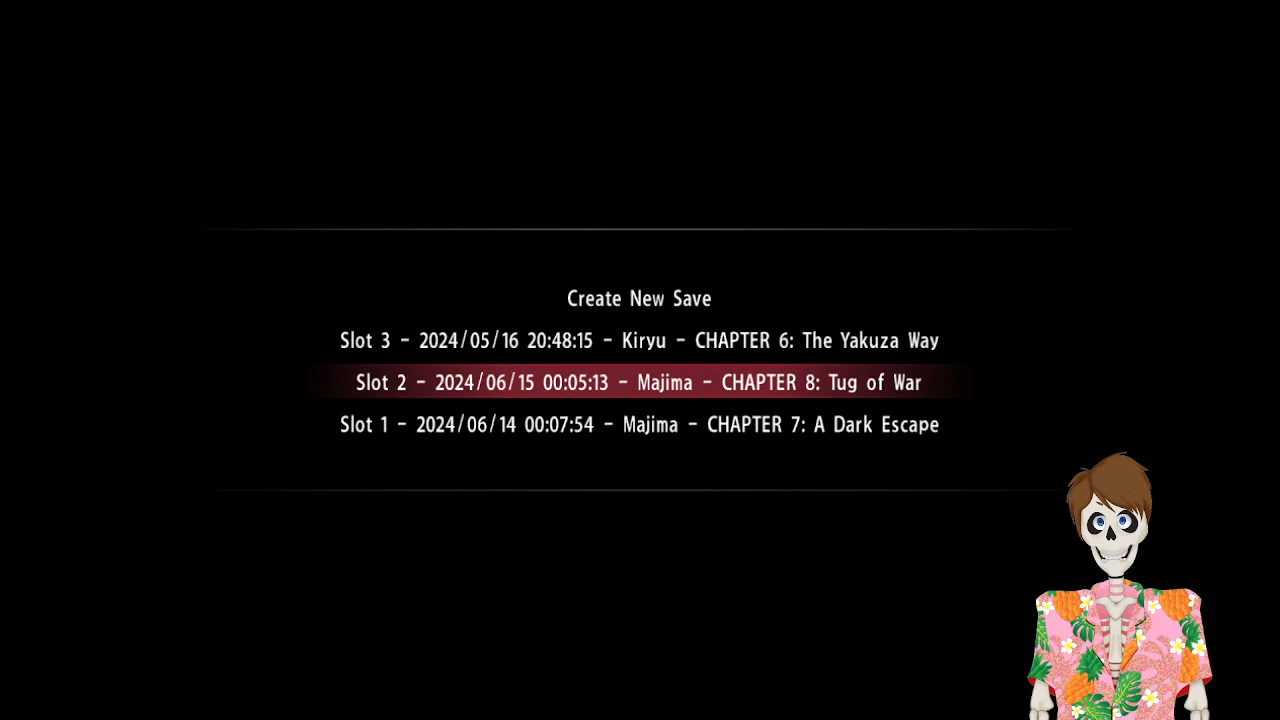 Create New Save
Slot 3 - 2024/05/16 20:48:15 - Kiryu - CHAPTER 6: The Yakuza Way
Slot 2 - 2024/06/15 00:05:13 - Majima - CHAPTER 8: Tug of War
Slot 1 - 2024/06/14 00:07:54 - Majima - CHAPTER 7: A Dark Escape